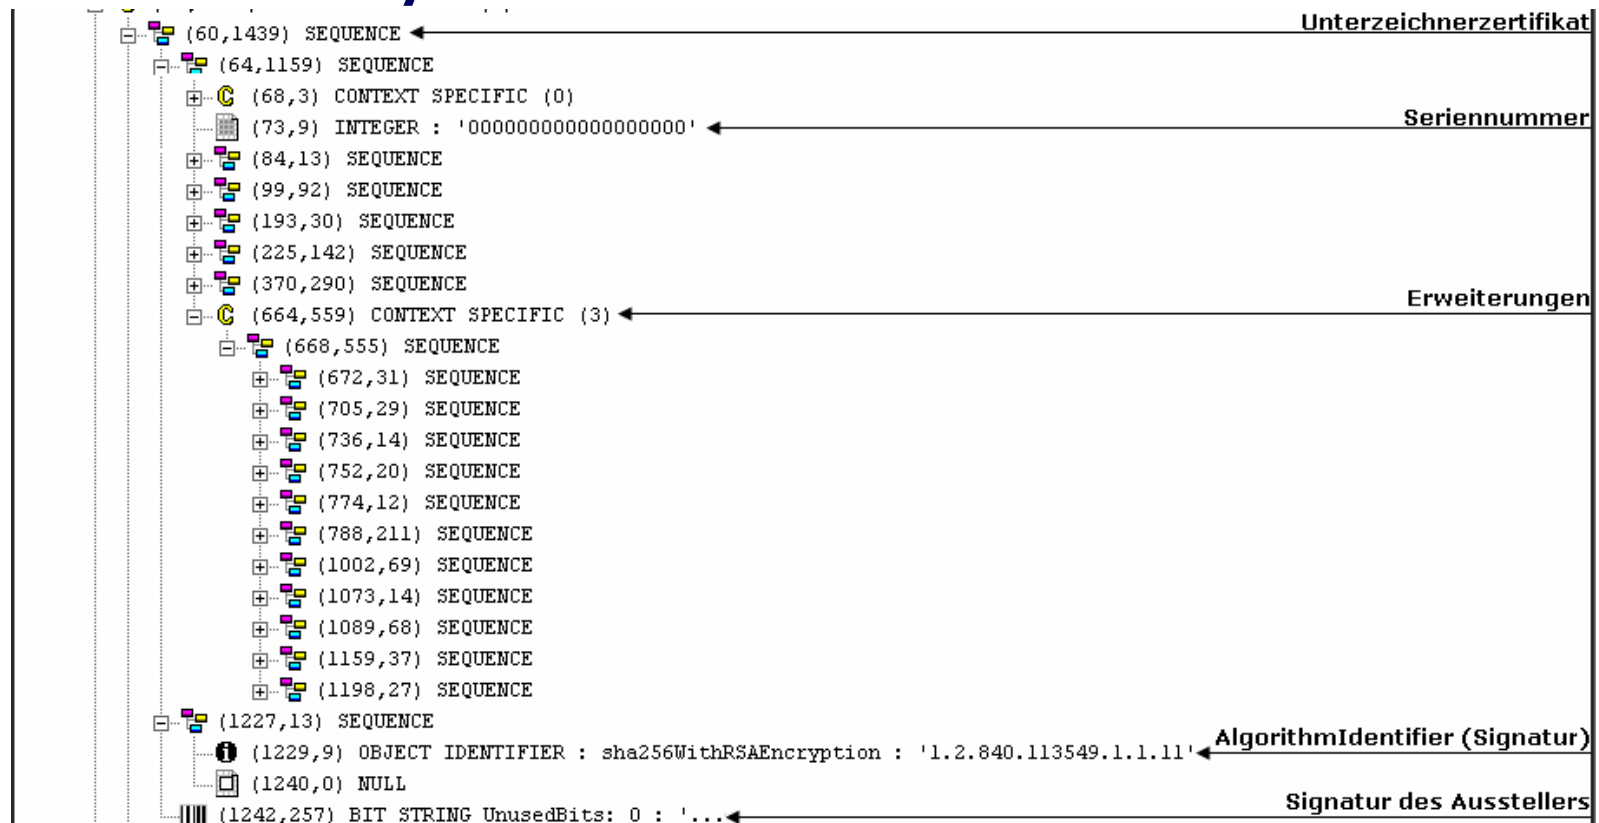 Unterzeichnerzertifikat
(60,1439) SEQUENCE
(64,1159) SEQUENCE
C (68,3) CONTEXT SPECIFIC (0)
Seriennummer
(73,9) INTEGER : '000000000000000000'
(84,13) SEQUENCE
(99,92) SEQUENCE
(193,30) SEQUENCE
(225,142) SEQUENCE
(370,290) SEQUENCE
Erweiterungen
C (664,559) CONTEXT SPECIFIC (3)
(668,555) SEQUENCE
(672,31) SEQUENCE
(705,29) SEQUENCE
(736,14) SEQUENCE
(752,20) SEQUENCE
(774,12) SEQUENCE
(788,211) SEQUENCE
(1002,69) SEQUENCE
(1073,14) SEQUENCE
(1089,68) SEQUENCE
(1159,37) SEQUENCE
(1198,27) SEQUENCE
(1227,13) SEQUENCE
AlgorithmIdentifier (Signatur)
(1229,9) OBJECT IDENTIFIER : sha256WithRSAEncryption : '1.2.840.113549.1.1.11'
(1240,0) NULL
Signatur des Ausstellers
(1242,257) BIT STRING UnusedBits: 0 : '...